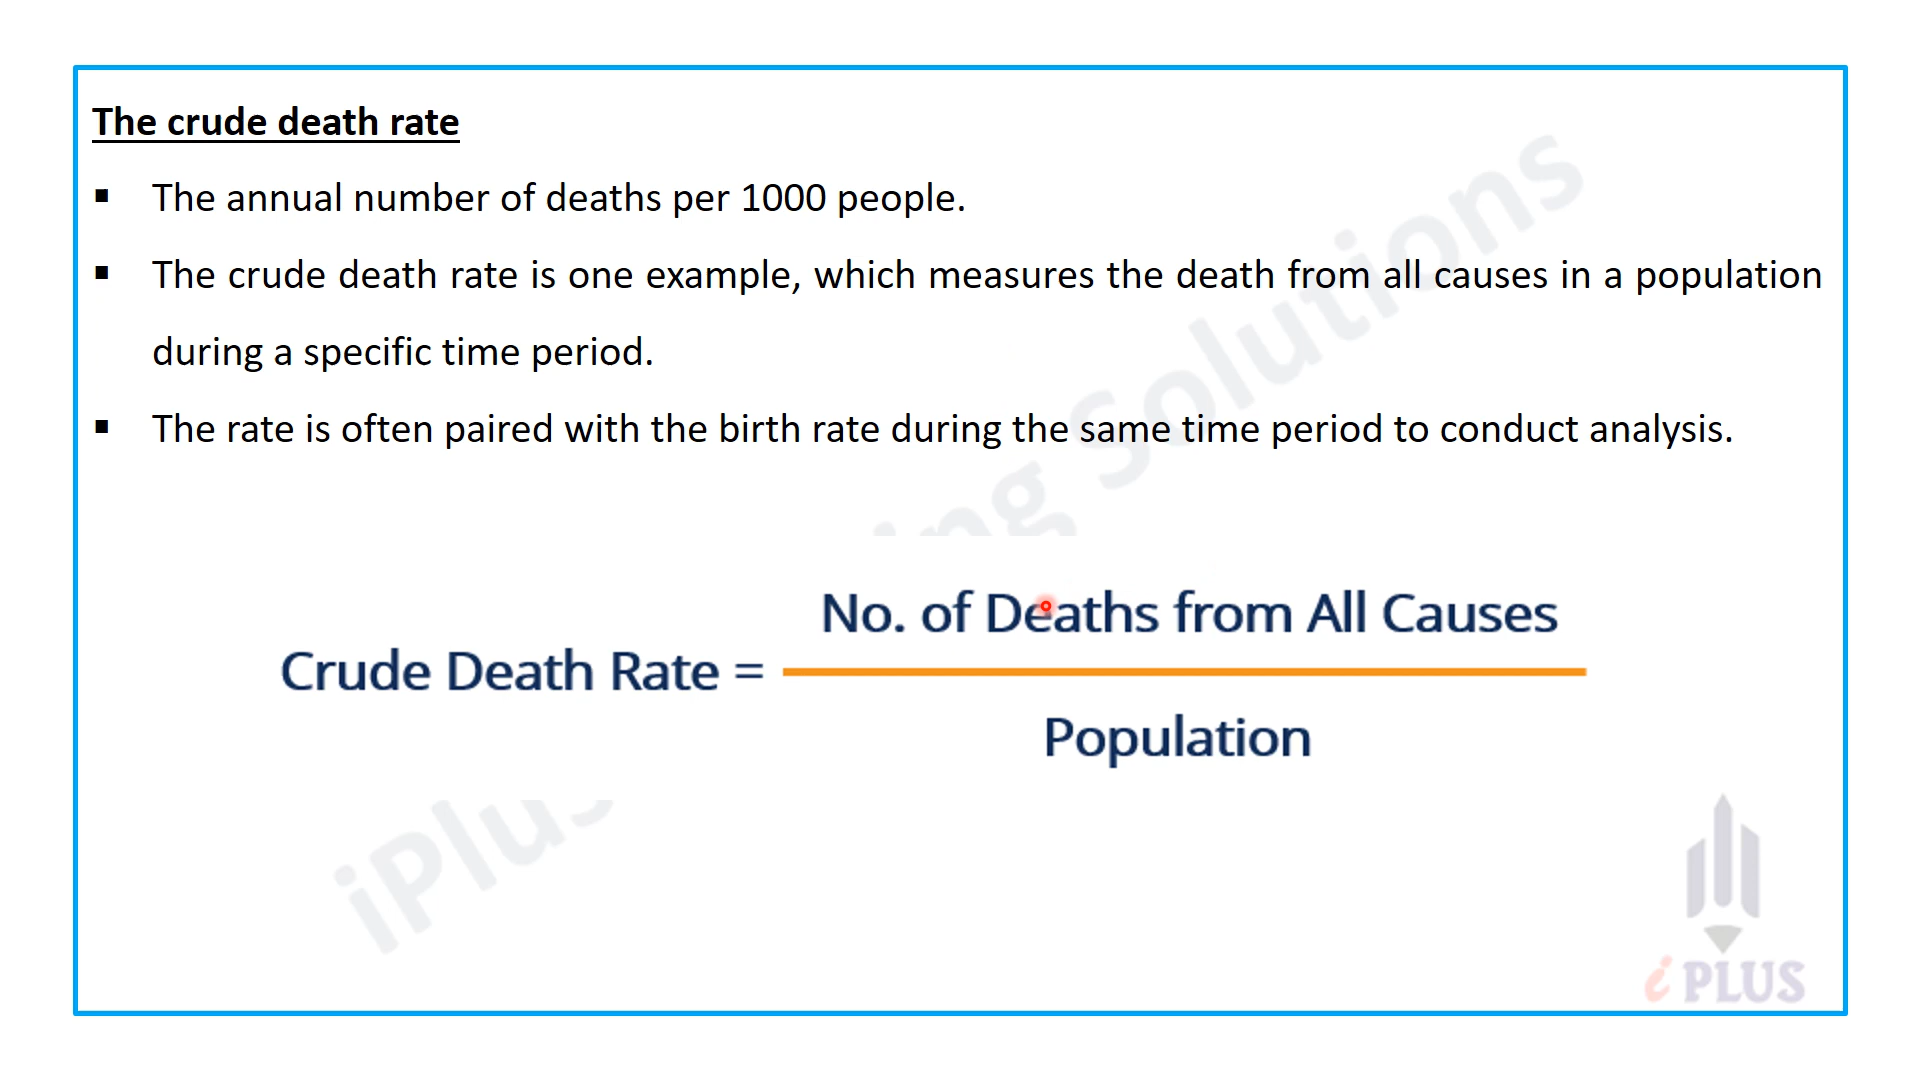 The crude death rate
▪ The annual number of deaths per 1000 people.
▪ The crude death rate is one example, which measures the death from all causes in a population
during a specific time period.
▪ The rate is often paired with the birth rate during the same time period to conduct analysis.
No. of Deaths from All Causes
Crude Death Rate =
Population
iPlus
ing Solutions
i PLUS